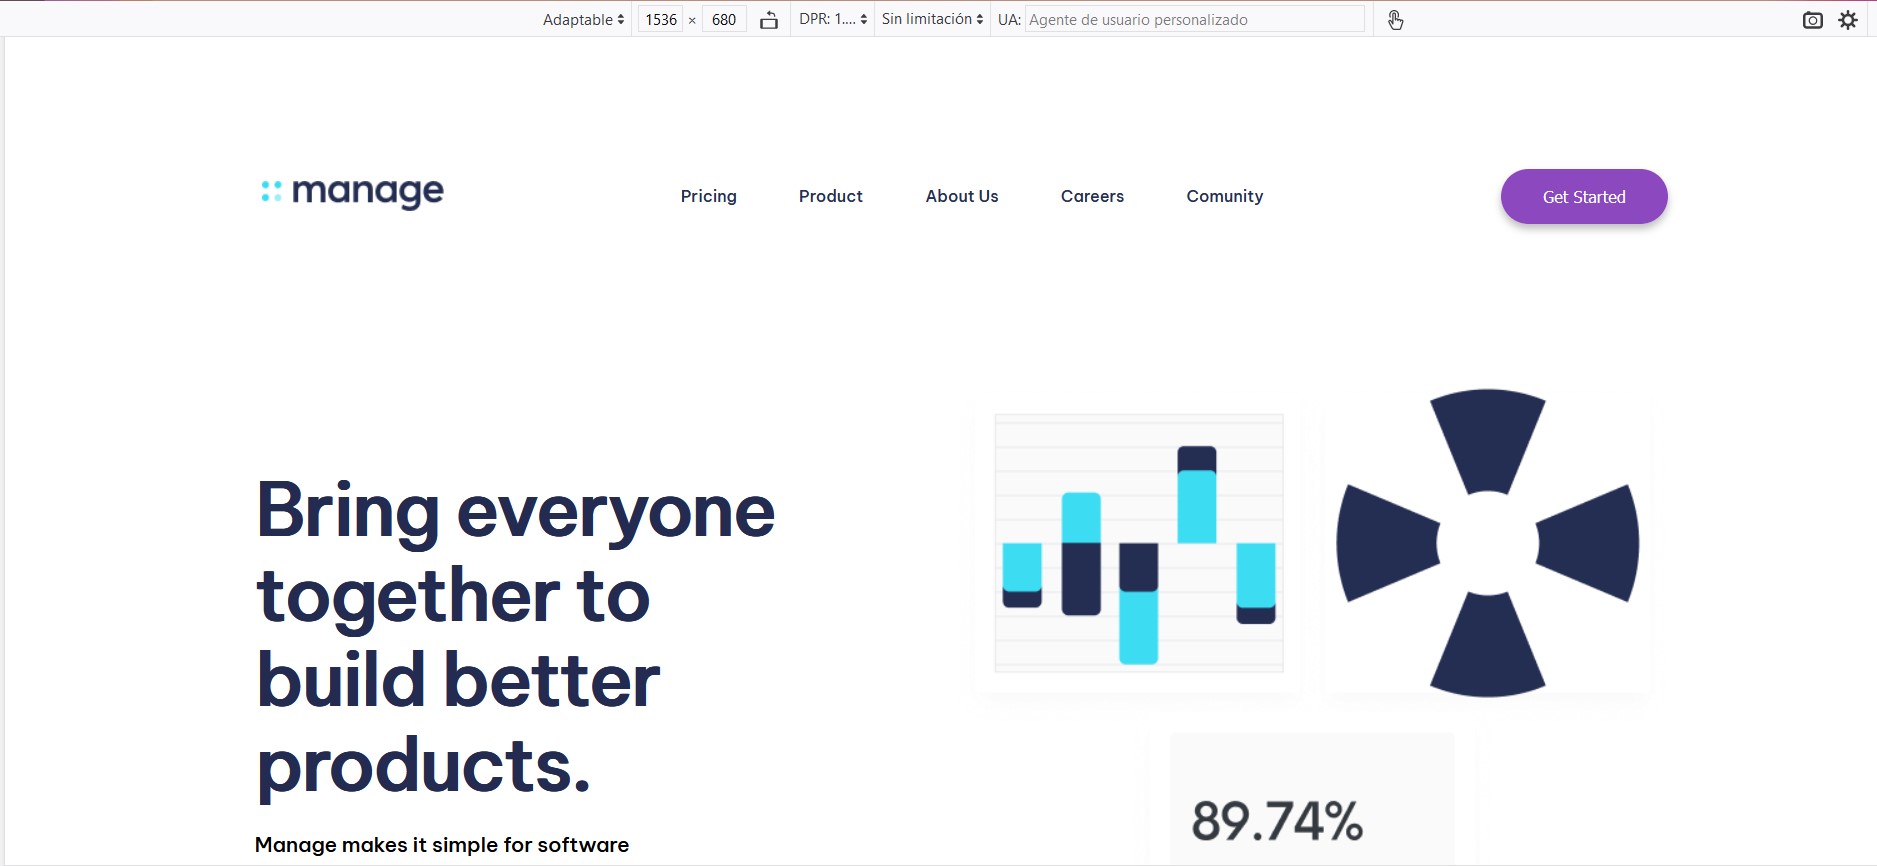 Adaptable 1536 × 680 DPR: 1.... Sin limitación UA: Agente de usuario personalizado
manage Pricing Product About Us Careers Comunity Get Started
Bring everyone
together to
build better
products.
89.74%
Manage makes it simple for software